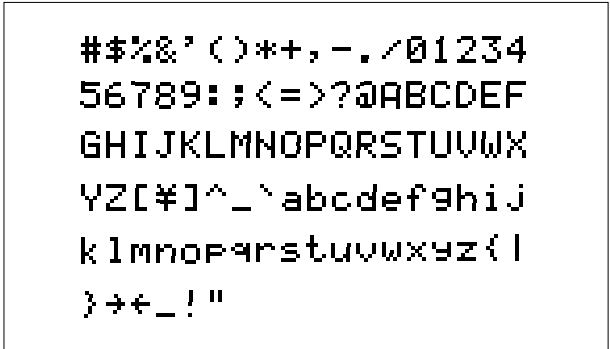 #$%&'()*+,-./01234
56789:;<=>?@ABCDEF
GHIJKLMNOPQRSTUVWX
YZ[¥]^_`abcdefghij
klmnopqrstuvwxyz{|
}→←_!"